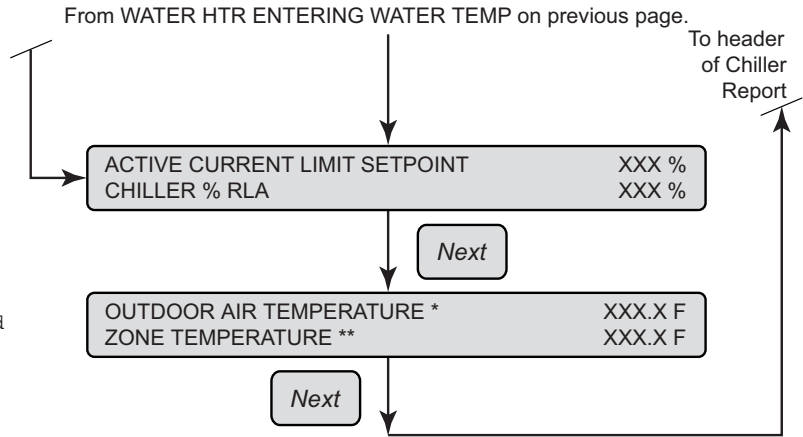 From WATER HTR ENTERING WATER TEMP on previous page.
To header
of Chiller
Report
ACTIVE CURRENT LIMIT SETPOINT XXX %
CHILLER % RLA XXX %
Next
OUTDOOR AIR TEMPERATURE * XXX.X F
ZONE TEMPERATURE ** XXX.X F
Next